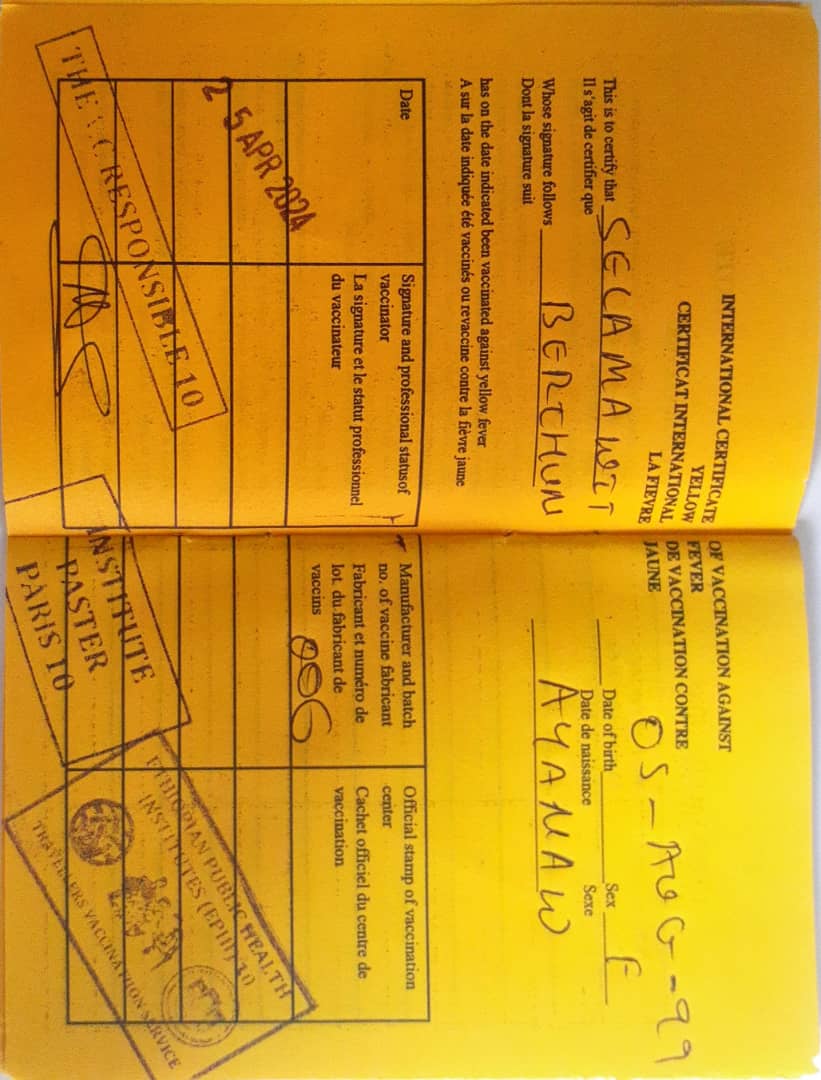 INTERNATIONAL CERTIFICATE OF VACCINATION AGAINST
YELLOW FEVER
CERTIFICAT INTERNATIONAL DE VACCINATION CONTRE
LA FIEVRE JAUNE
This is to certify that SELAMAWIT
Il s'agit de certifier que
Date of birth 05-AUG-99
Date de naissance
Sex F
Sexe
Whose signature follows BERCHUN AYANAW
Dont la signature suit
has on the date indicated been vaccinated against yellow fever
A sur la date indiquée été vaccinés ou revaccine contre la fièvre jaune
Date
Signature and professional statusof
vaccinator
La signature et le statut professionnel
du vaccinateur
Manufacturer and batch
no. of vaccine fabricant
Fabricant et numéro de
lot. du fabricant de
vaccins
Official stamp of vaccination
center
Cachet officiel du centre de
vaccination
25 APR 2024
006
THE RESPONSIBLE 10
INSTITUTE
PASTER
PARIS 10
ETHIOPIAN PUBLIC HEALTH
INSTITUTES (EPHI) 10
TRAVELLERS VACCINATION SERVICE